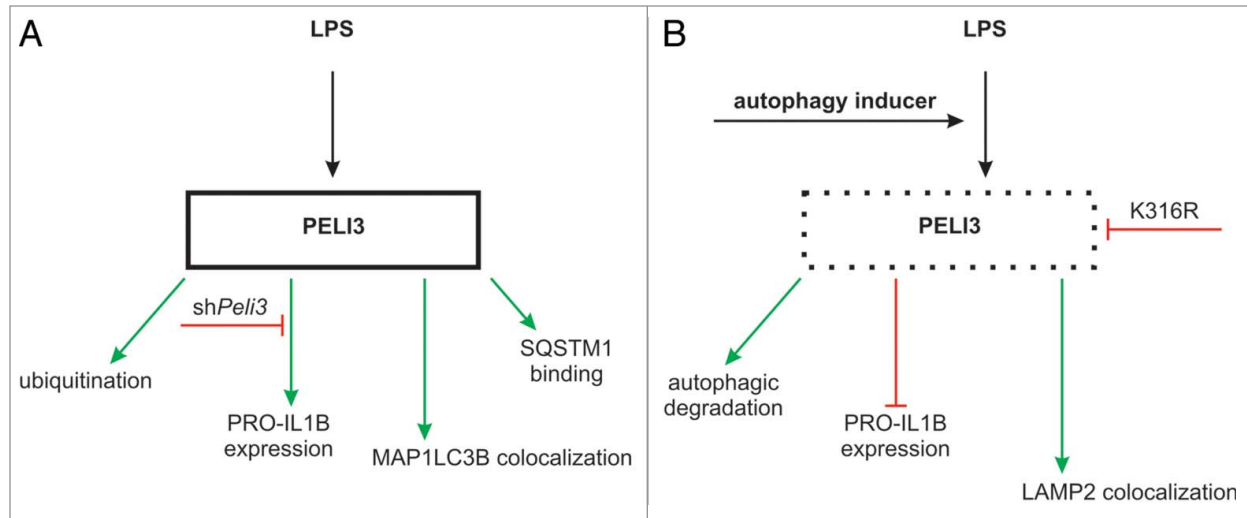 A
LPS
PELI3
shPeli3
ubiquitination
PRO-IL1B
expression
MAP1LC3B colocalization
SQSTM1
binding
B
LPS
autophagy inducer
PELI3
K316R
autophagic
degradation
PRO-IL1B
expression
LAMP2 colocalization